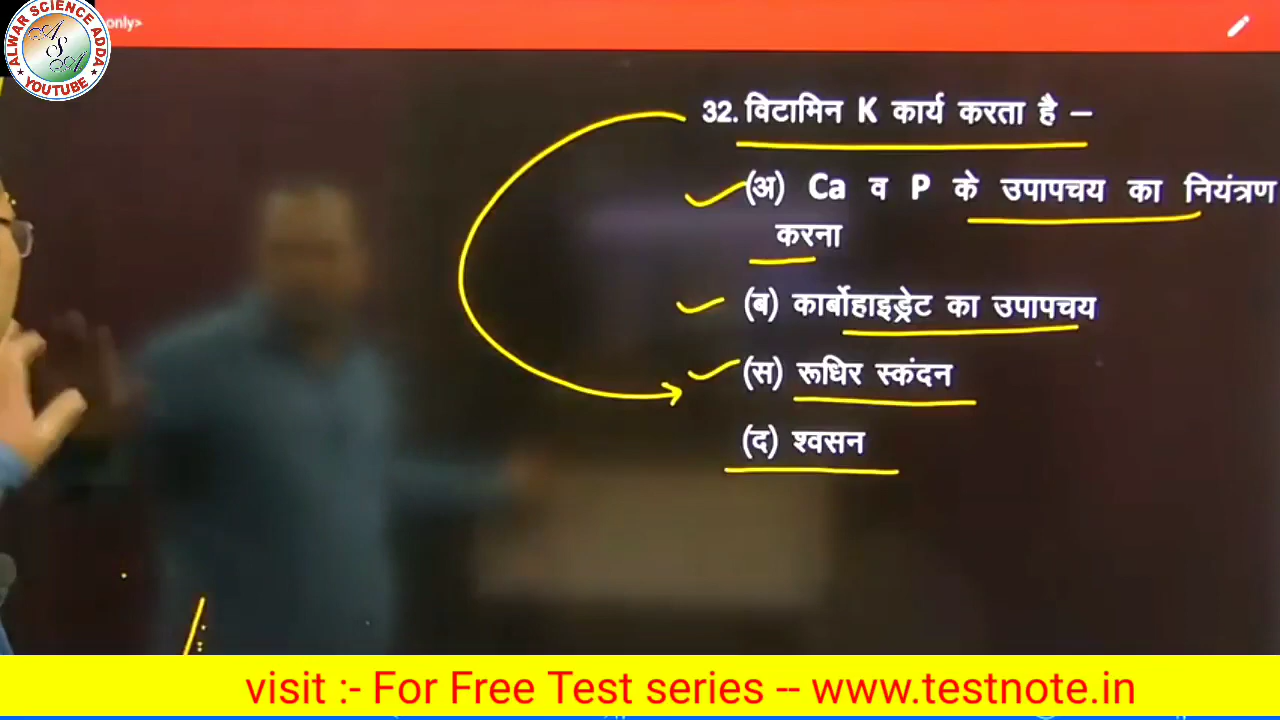 ALWAR SCIENCE ADDA
ASA
YOUTUBE
only>
32. विटामिन K कार्य करता है –
(अ) Ca व P के उपापचय का नियंत्रण
करना
(ब) कार्बोहाइड्रेट का उपापचय
(स) रूधिर स्कंदन
(द) श्वसन
visit :- For Free Test series -- www.testnote.in